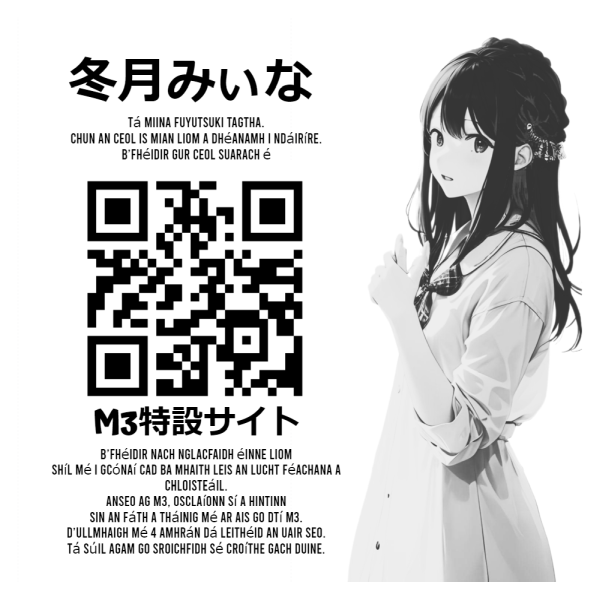 冬月みぃな
Tá MIINA FUYUTSUKI TAGTHA.
CHUN AN CEOL IS MIAN LIOM A DHéANAMH I NDáIRíRE.
B'FHéIDIR GUR CEOL SUARACH é
M3特設サイト
B'FHéIDIR NACH NGLACFAIDH éINNE LIOM
SHíL Mé I GCóNAí CAD BA MHAITH LEIS AN LUCHT FéACHANA A
CHLOISTEáIL.
ANSEO AG M3, OSCLAíONN Sí A HINTINN
SIN AN FáTH A THáINIG Mé AR AIS GO DTí M3.
D'ULLMHAIGH Mé 4 AMHRáN Dá LEITHéID AN UAIR SEO.
Tá SúIL AGAM GO SROICHFIDH Sé CROíTHE GACH DUINE.